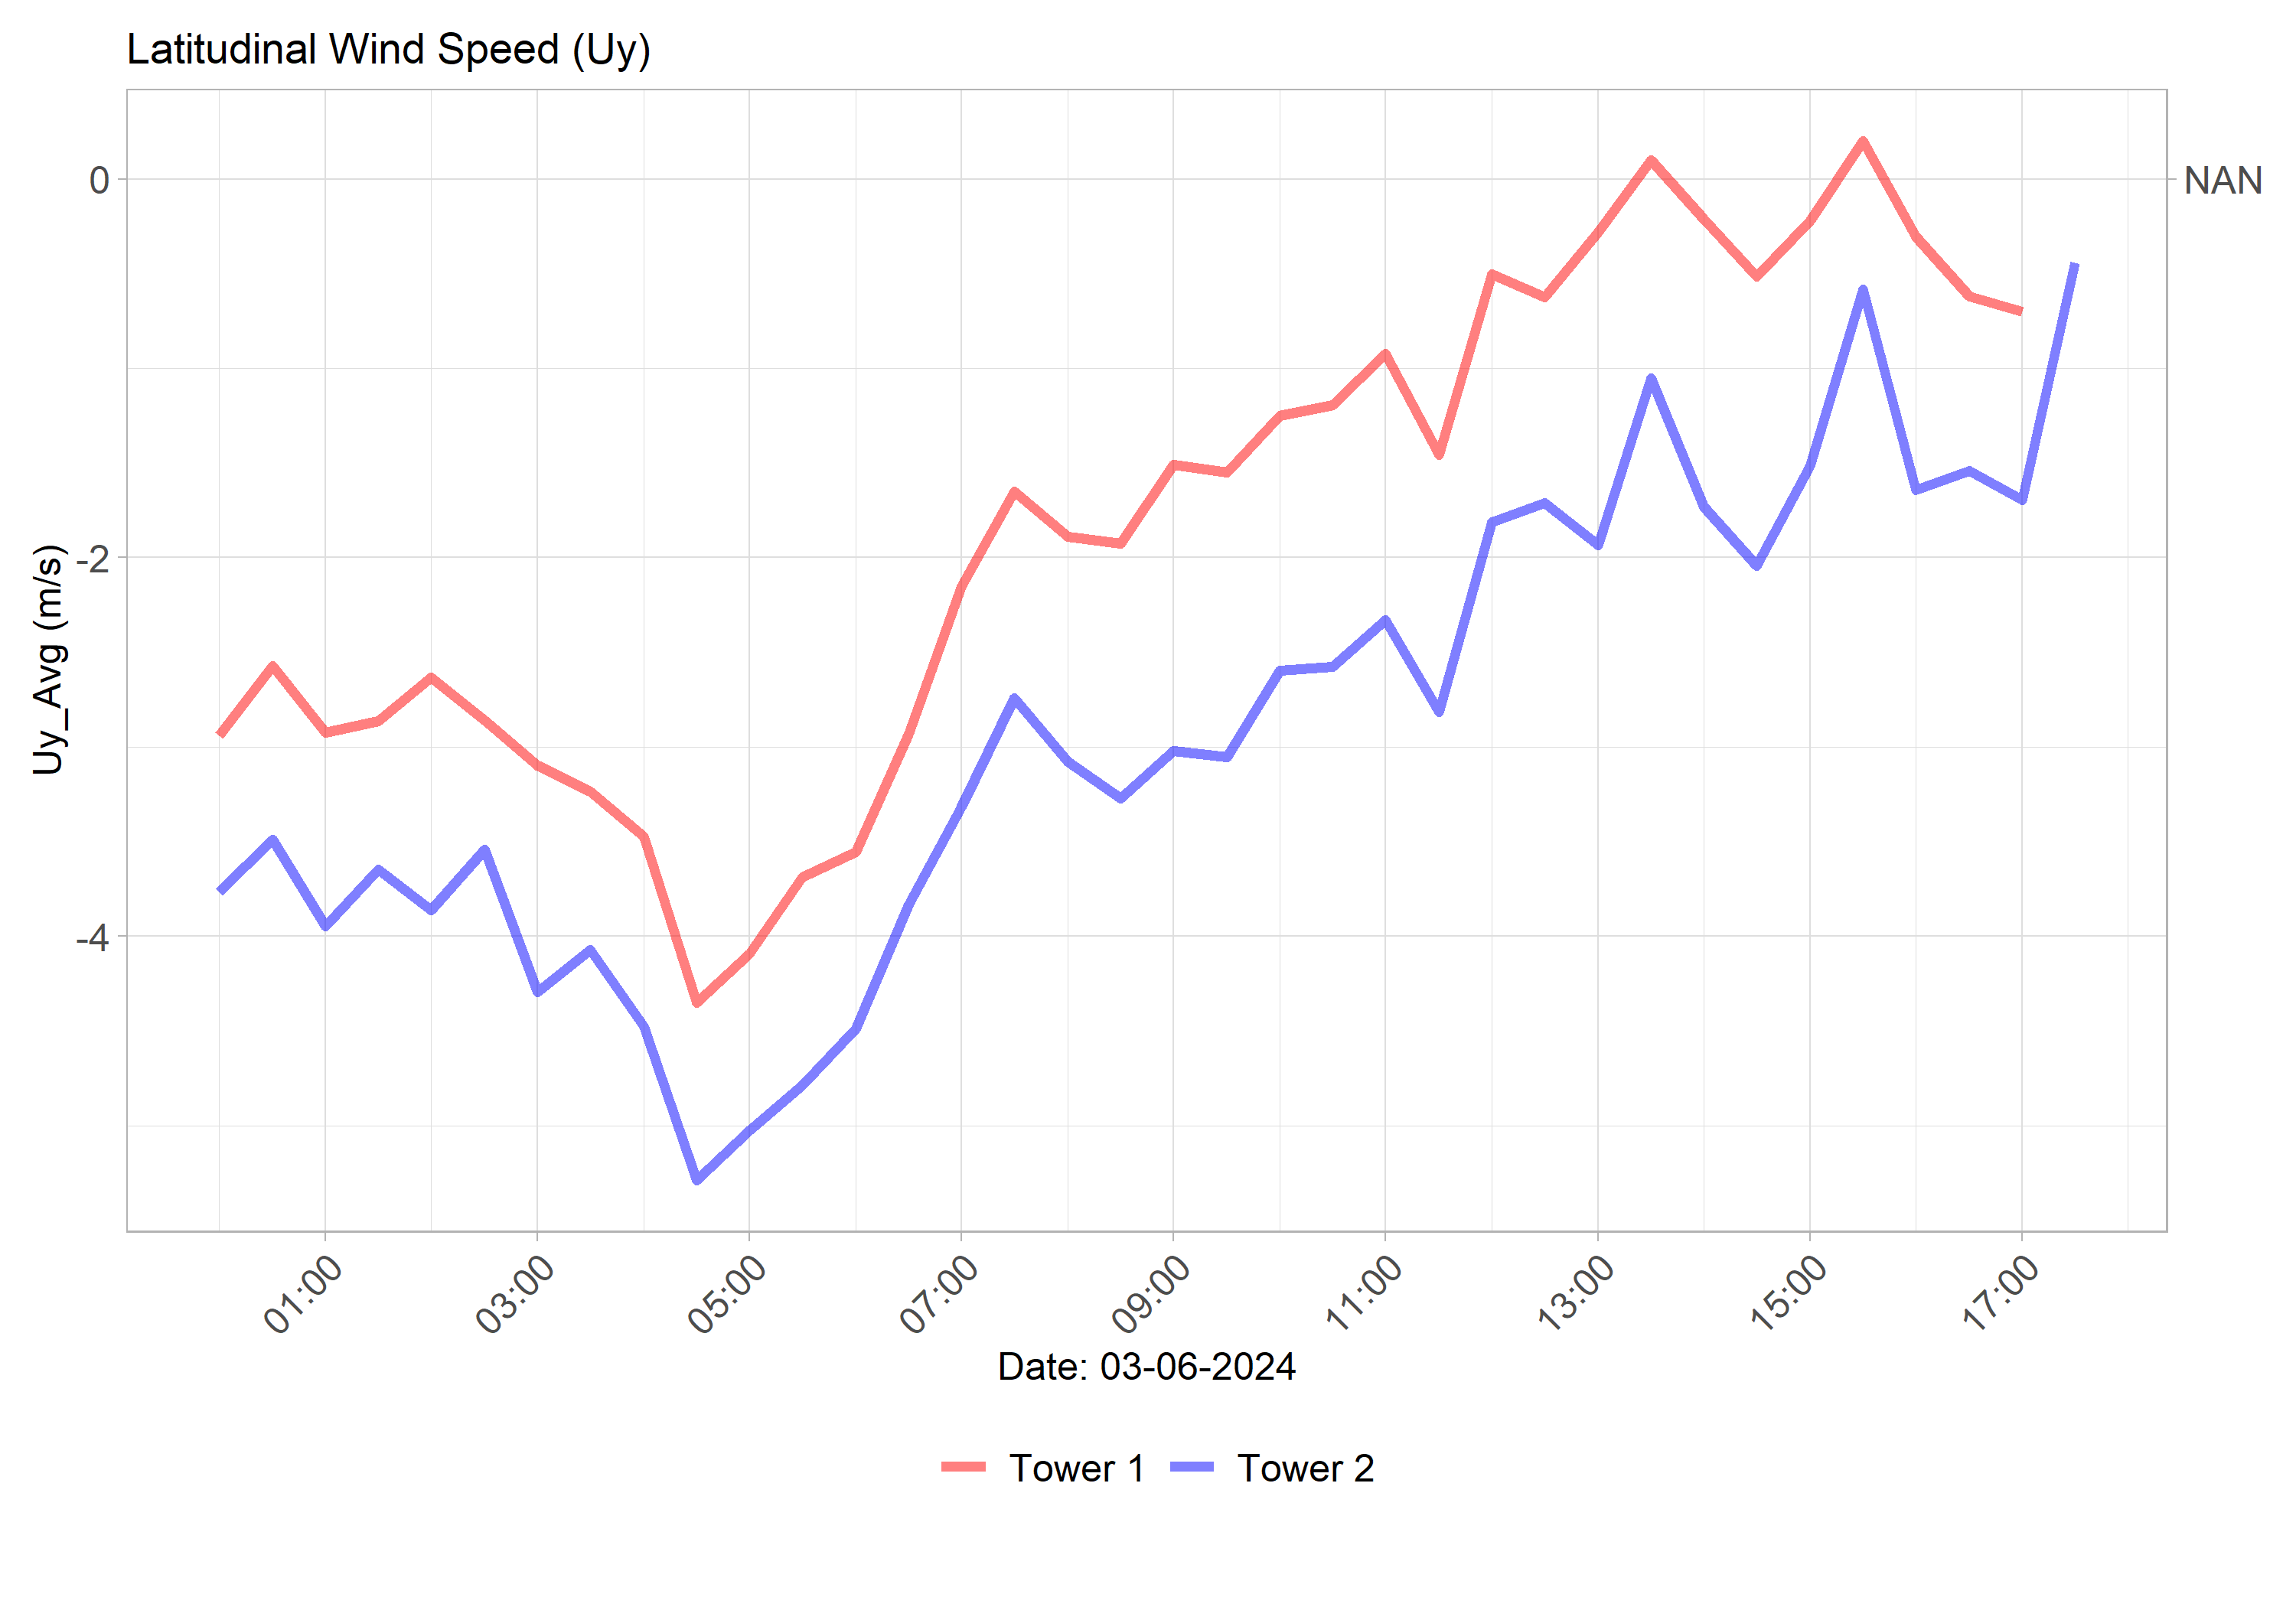 Latitudinal Wind Speed (Uy)
Uy_Avg (m/s)
0
-2
-4
NAN
01:00
03:00
05:00
07:00
09:00
11:00
13:00
15:00
17:00
Date: 03-06-2024
Tower 1
Tower 2